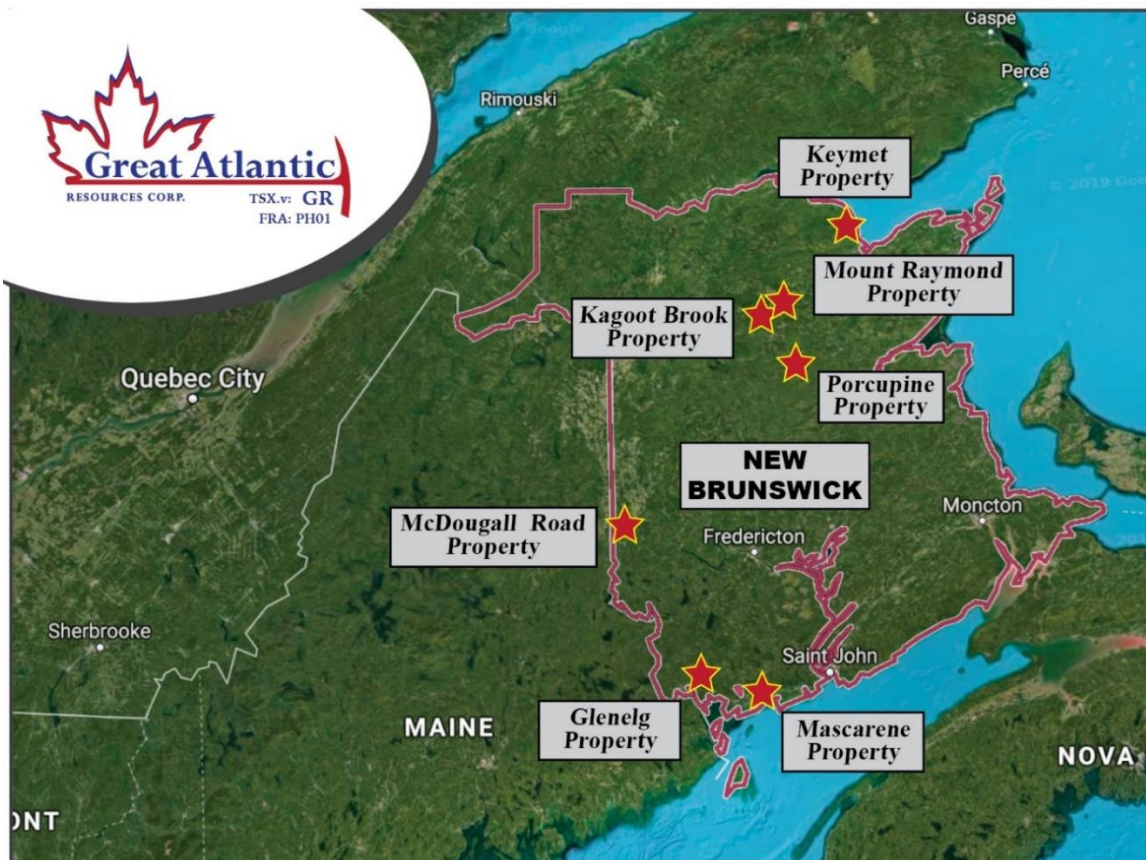 Great Atlantic
RESOURCES CORP.
TSX.v: GR
FRA: PH01
Gaspe
Percé
Rimouski
© 2019 Goo
Keymet
Property
Mount Raymond
Property
Kagoot Brook
Property
Quebec City
Porcupine
Property
NEW
BRUNSWICK
McDougall Road
Property
Fredericton
Moncton
Sherbrooke
Saint John
MAINE
Glenelg
Property
Mascarene
Property
NOVA
ONT